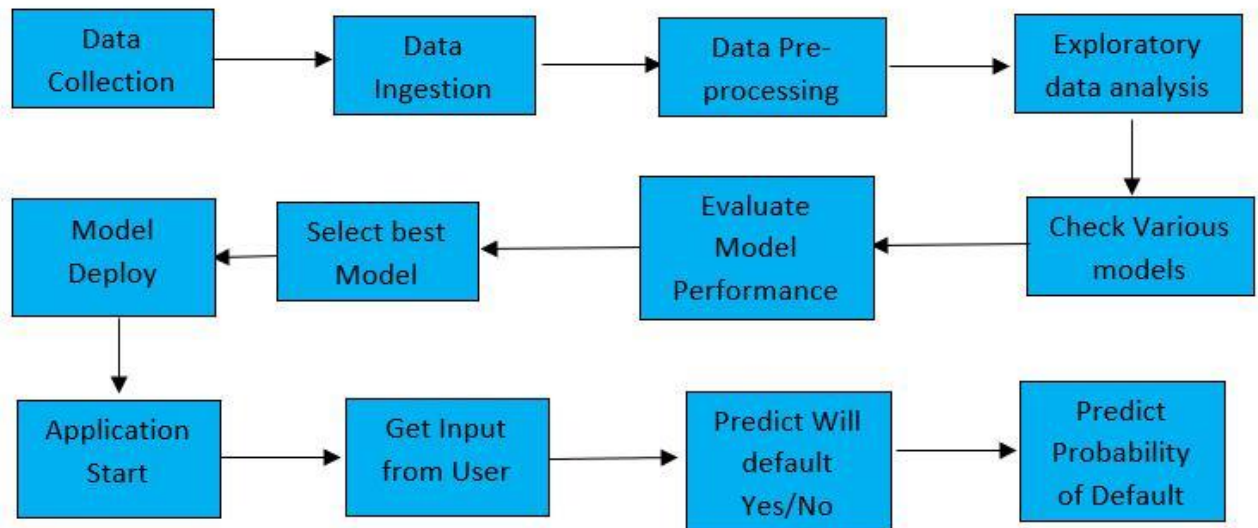 Data
Collection
Data
Ingestion
Data Pre-
processing
Exploratory
data analysis
Check Various
models
Evaluate
Model
Performance
Select best
Model
Model
Deploy
Application
Start
Get Input
from User
Predict Will
default
Yes/No
Predict
Probability
of Default